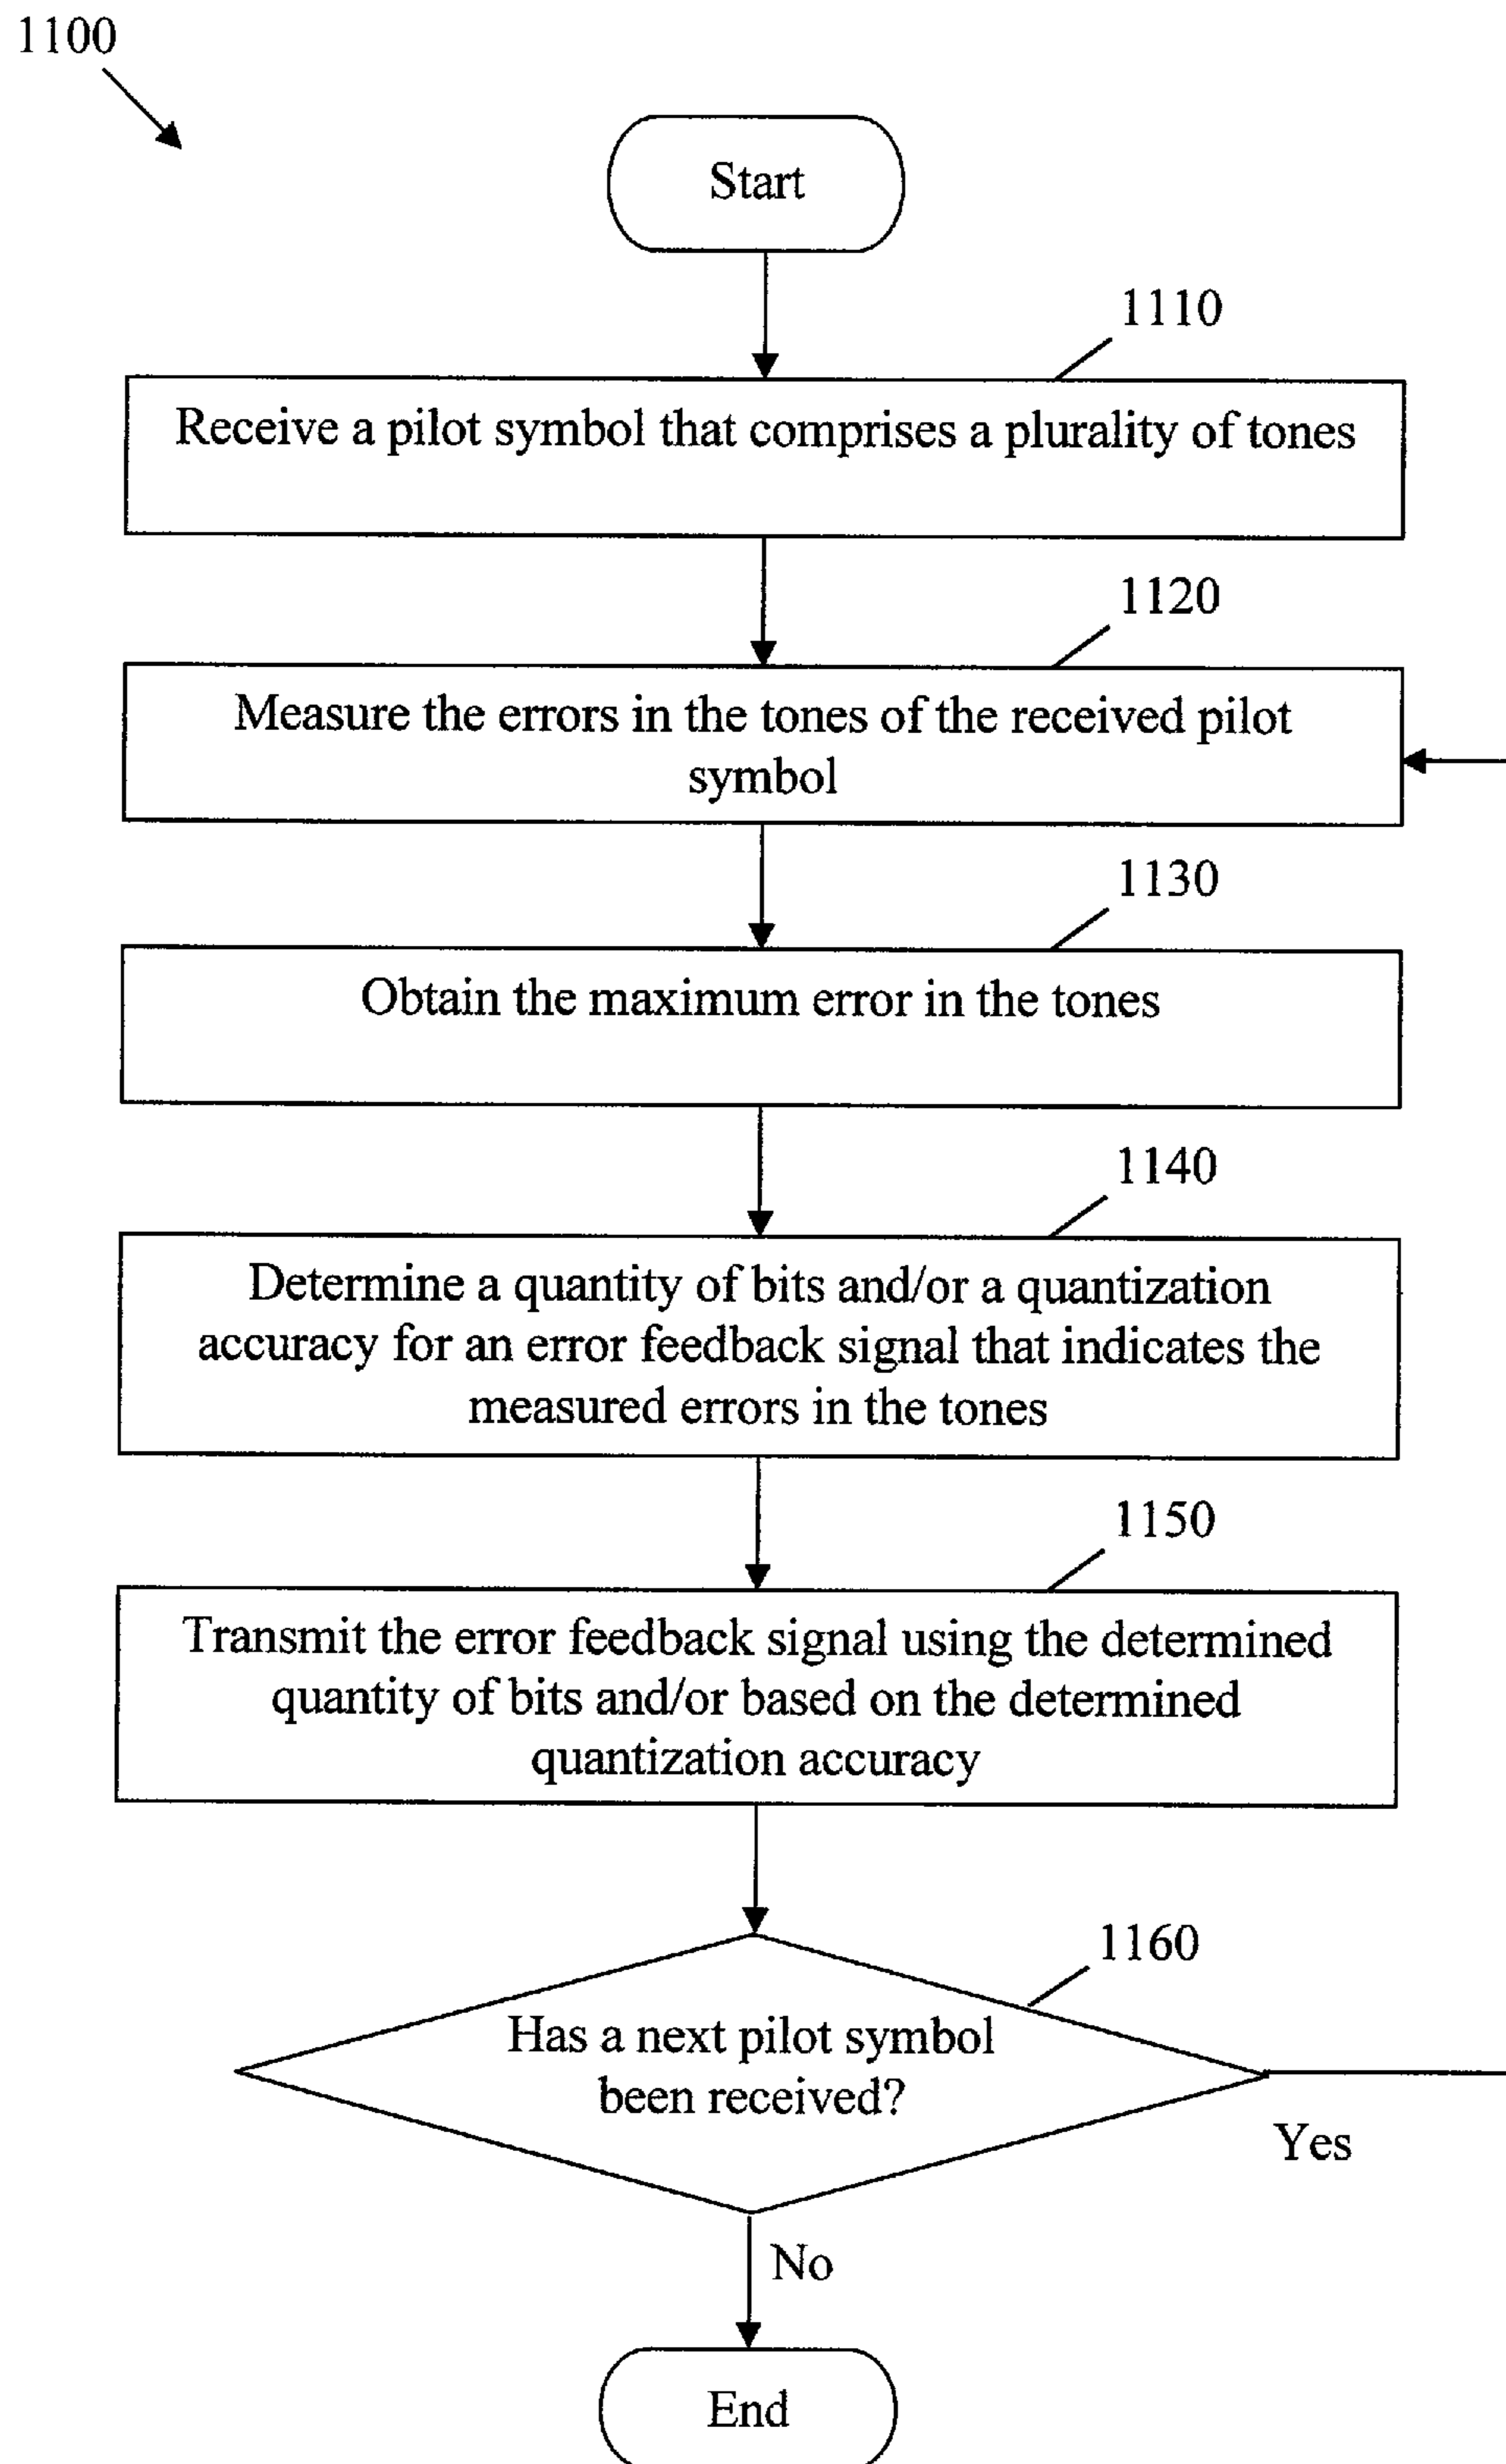 1100
Start
1110
Receive a pilot symbol that comprises a plurality of tones
1120
Measure the errors in the tones of the received pilot
symbol
1130
Obtain the maximum error in the tones
1140
Determine a quantity of bits and/or a quantization
accuracy for an error feedback signal that indicates the
measured errors in the tones
1150
Transmit the error feedback signal using the determined
quantity of bits and/or based on the determined
quantization accuracy
1160
Has a next pilot symbol
been received?
Yes
No
End